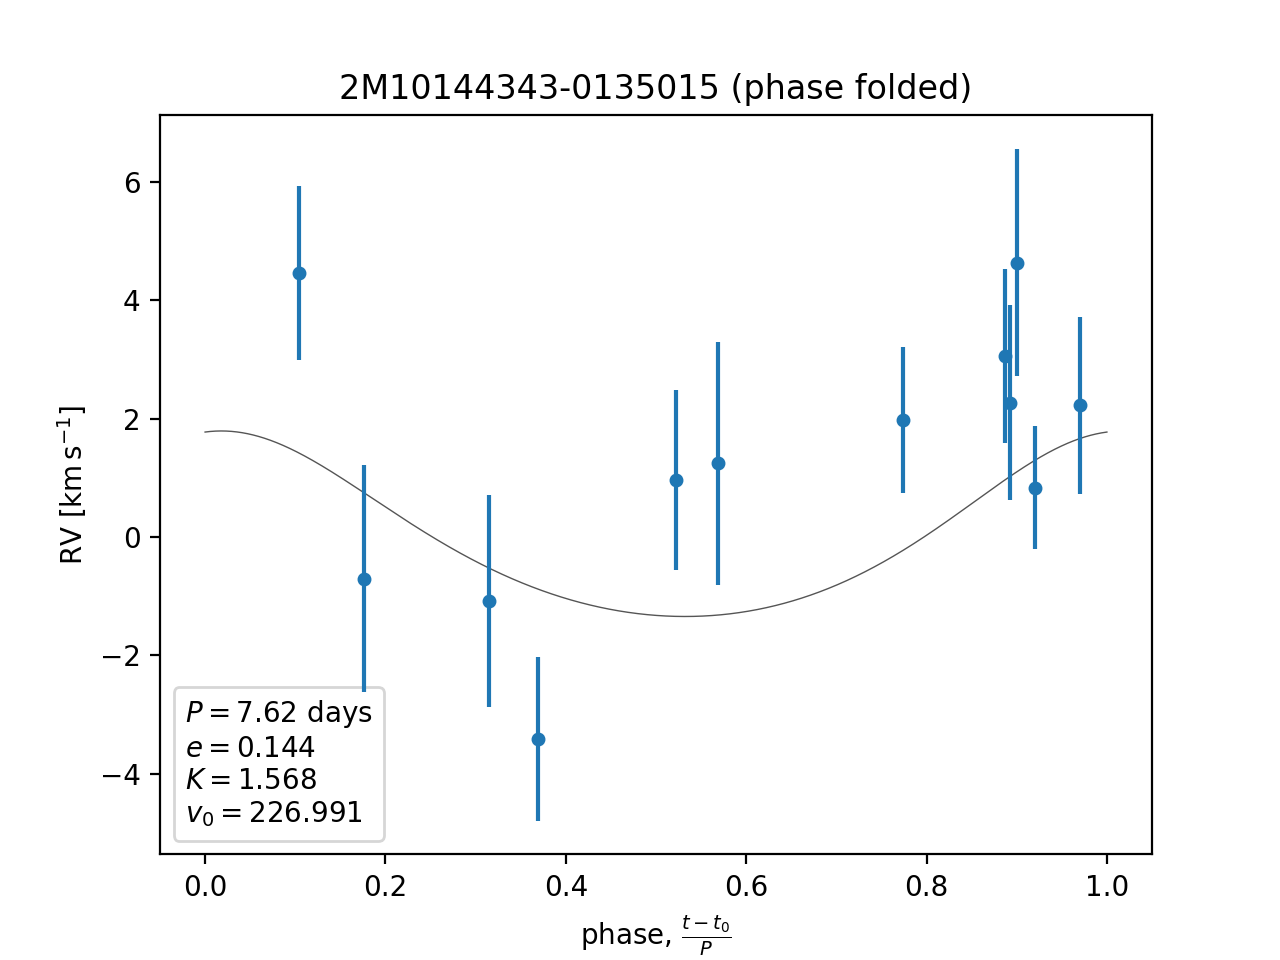 2M10144343-0135015 (phase folded)
RV [km s⁻¹]
6
4
2
0
−2
−4
P = 7.62 days
e = 0.144
K = 1.568
v₀ = 226.991
0.0 0.2 0.4 0.6 0.8 1.0
phase, (t − t₀)/P